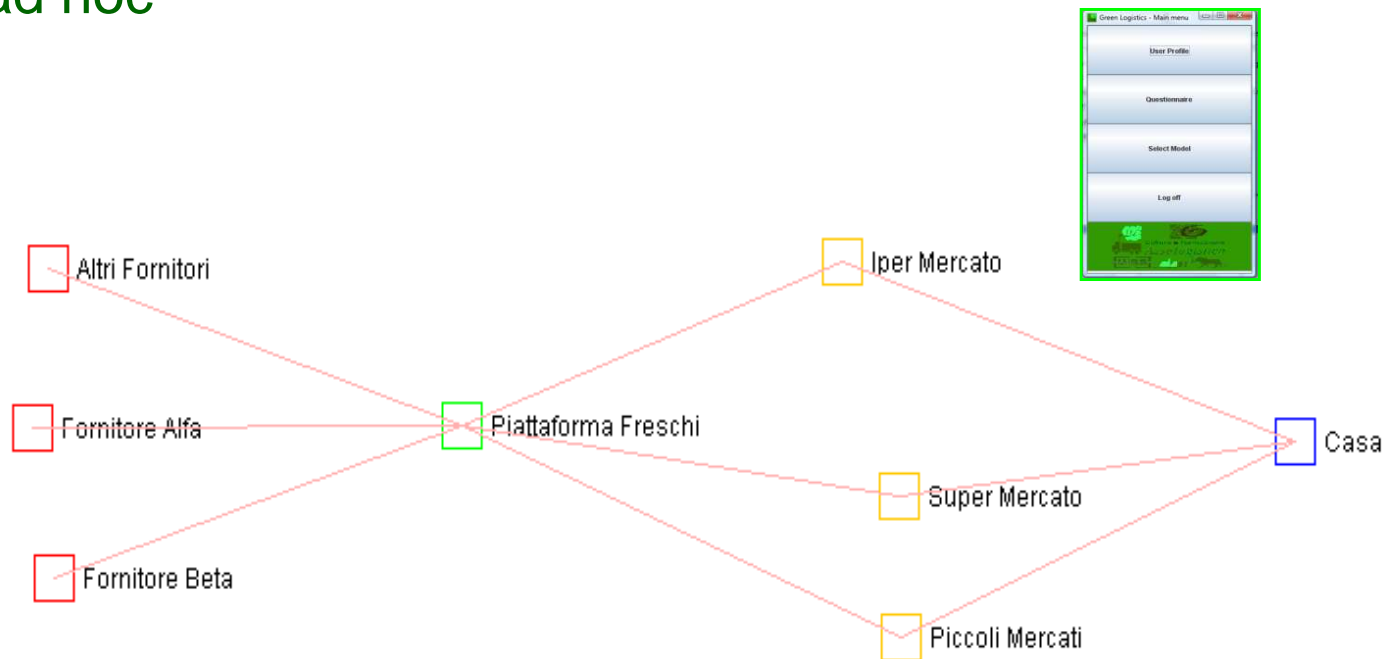 ad hoc
Green Logistics - Main menu
User Profile
Questionnaire
Select Model
Log off
Altri Fornitori
Iper Mercato
Fornitore Alfa
Piattaforma Freschi
Casa
Super Mercato
Fornitore Beta
Piccoli Mercati